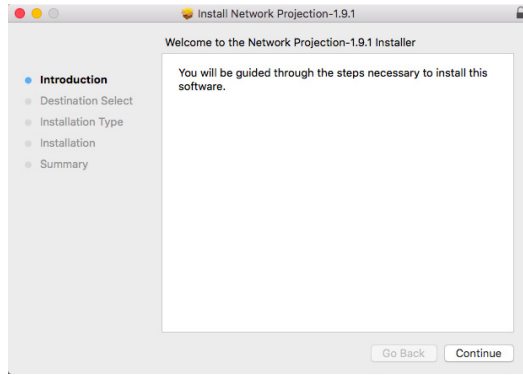 Install Network Projection-1.9.1
Welcome to the Network Projection-1.9.1 Installer
Introduction
Destination Select
Installation Type
Installation
Summary
You will be guided through the steps necessary to install this
software.
Go Back
Continue